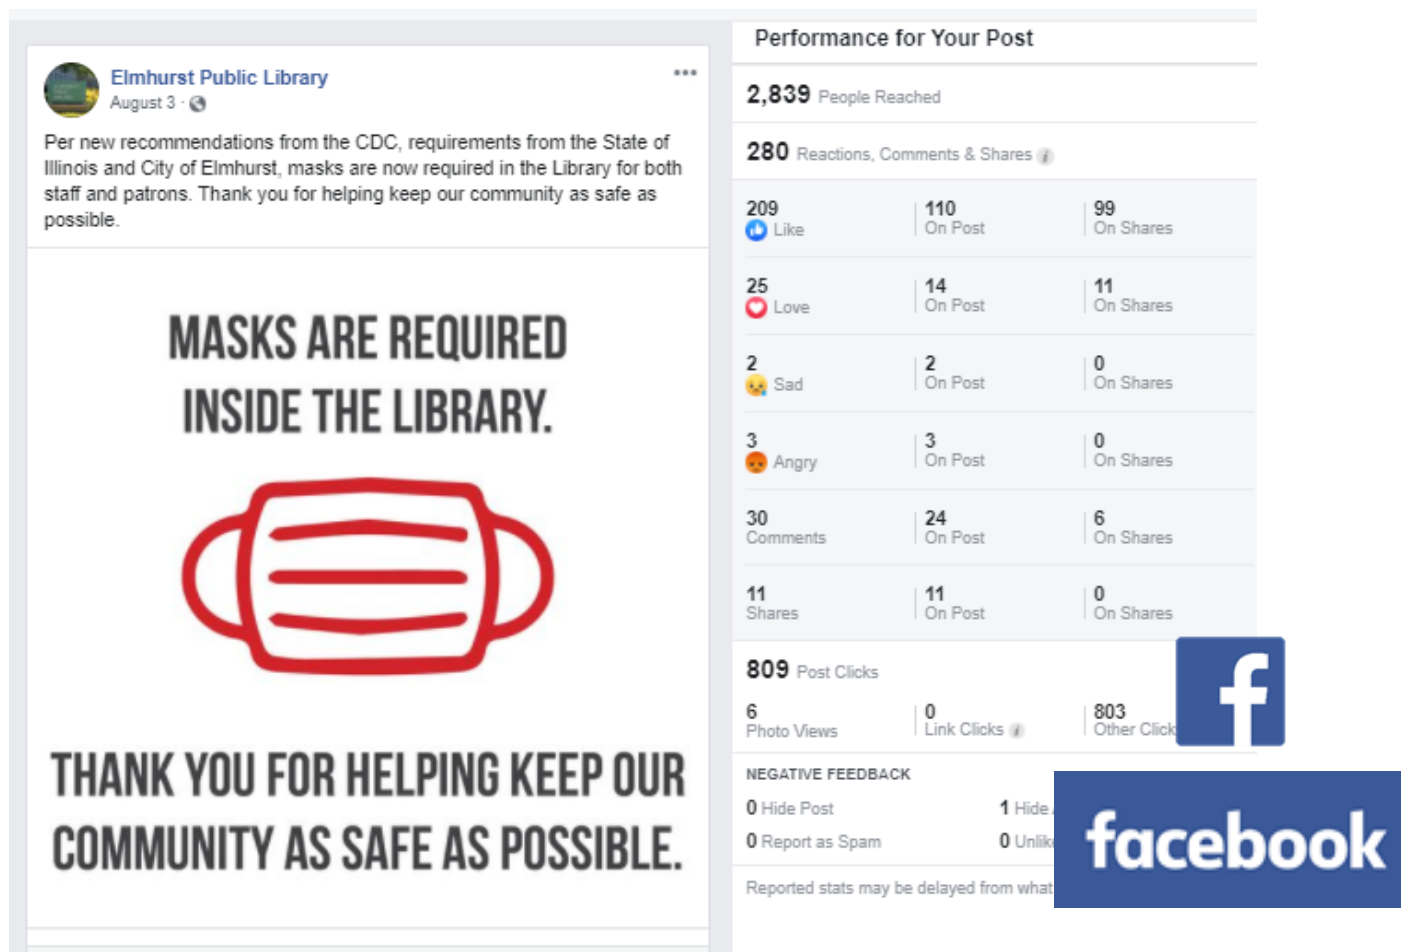 Elmhurst Public Library
August 3 ·
Per new recommendations from the CDC, requirements from the State of
Illinois and City of Elmhurst, masks are now required in the Library for both
staff and patrons. Thank you for helping keep our community as safe as
possible.
MASKS ARE REQUIRED
INSIDE THE LIBRARY.
THANK YOU FOR HELPING KEEP OUR
COMMUNITY AS SAFE AS POSSIBLE.
Performance for Your Post
2,839 People Reached
280 Reactions, Comments & Shares i
209 110 99
Like On Post On Shares
25 14 11
Love On Post On Shares
2 2 0
Sad On Post On Shares
3 3 0
Angry On Post On Shares
30 24 6
Comments On Post On Shares
11 11 0
Shares On Post On Shares
809 Post Clicks
6 0 803
Photo Views Link Clicks i Other Click
NEGATIVE FEEDBACK
0 Hide Post 1 Hide
0 Report as Spam 0 Unlik
Reported stats may be delayed from what
f
facebook